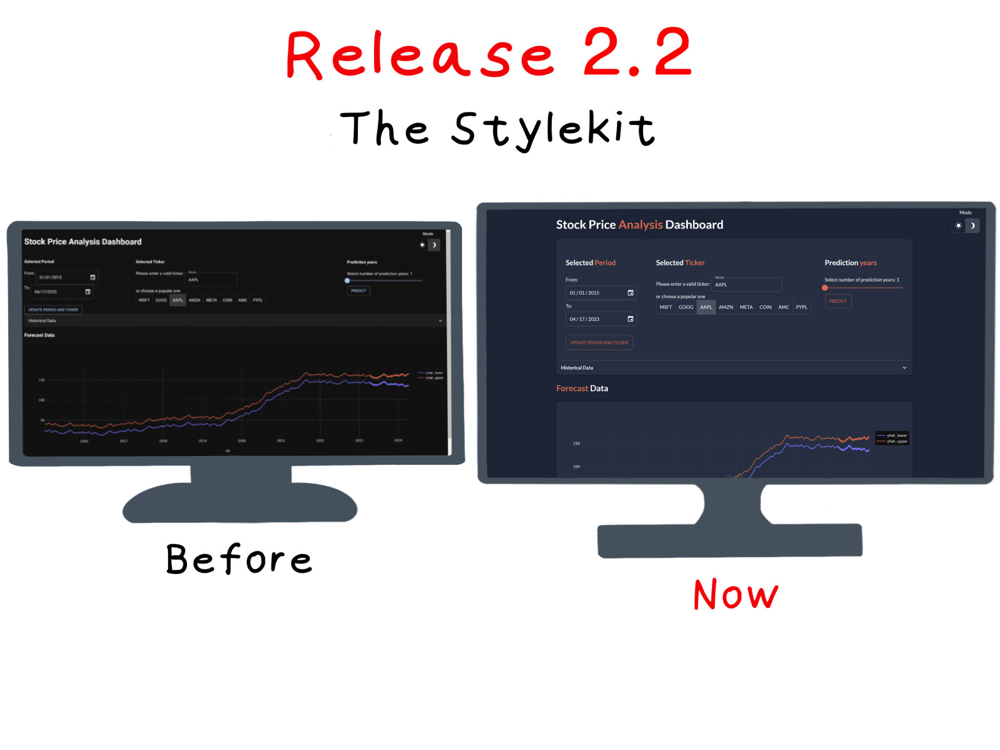 Release 2.2
The Stylekit
Mode
Stock Price Analysis Dashboard
Selected Period
From:
01/01/2015
To:
04/17/2023
UPDATE PERIOD AND TICKER
Selected Ticker
Please enter a valid ticker:
Stock
AAPL
or choose a popular one
MSFT GOOG AAPL AMZN META COIN AMC PYPL
Prediction years
Select number of prediction years: 1
PREDICT
Historical Data
Forecast Data
yhat_lower
yhat_upper
150
100
50
2016 2017 2018 2019 2020 2021 2022 2023 2024
ds
Before
Mode
Stock Price Analysis Dashboard
Selected Period
From:
01/01/2015
To:
04/17/2023
UPDATE PERIOD AND TICKER
Selected Ticker
Please enter a valid ticker:
Stock
AAPL
or choose a popular one
MSFT GOOG AAPL AMZN META COIN AMC PYPL
Prediction years
Select number of prediction years: 1
PREDICT
Historical Data
Forecast Data
yhat_lower
yhat_upper
150
100
Now